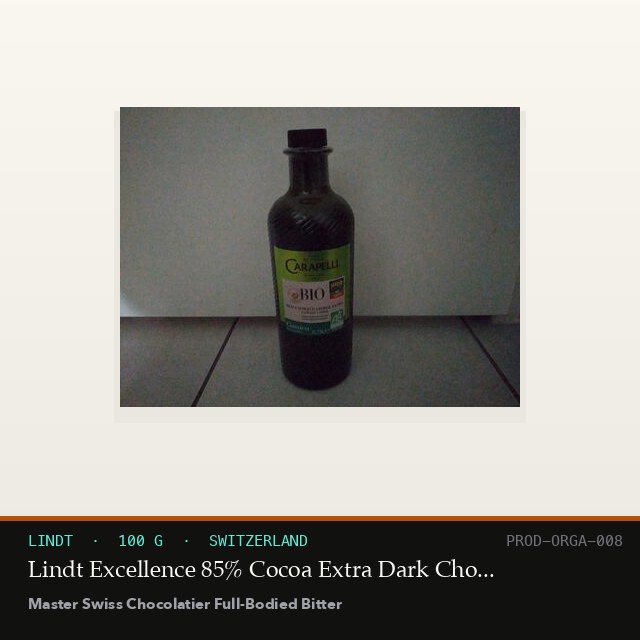 CARAPELLI
BIO
LINDT · 100 G · SWITZERLAND
PROD-ORGA-008
Lindt Excellence 85% Cocoa Extra Dark Cho...
Master Swiss Chocolatier Full-Bodied Bitter